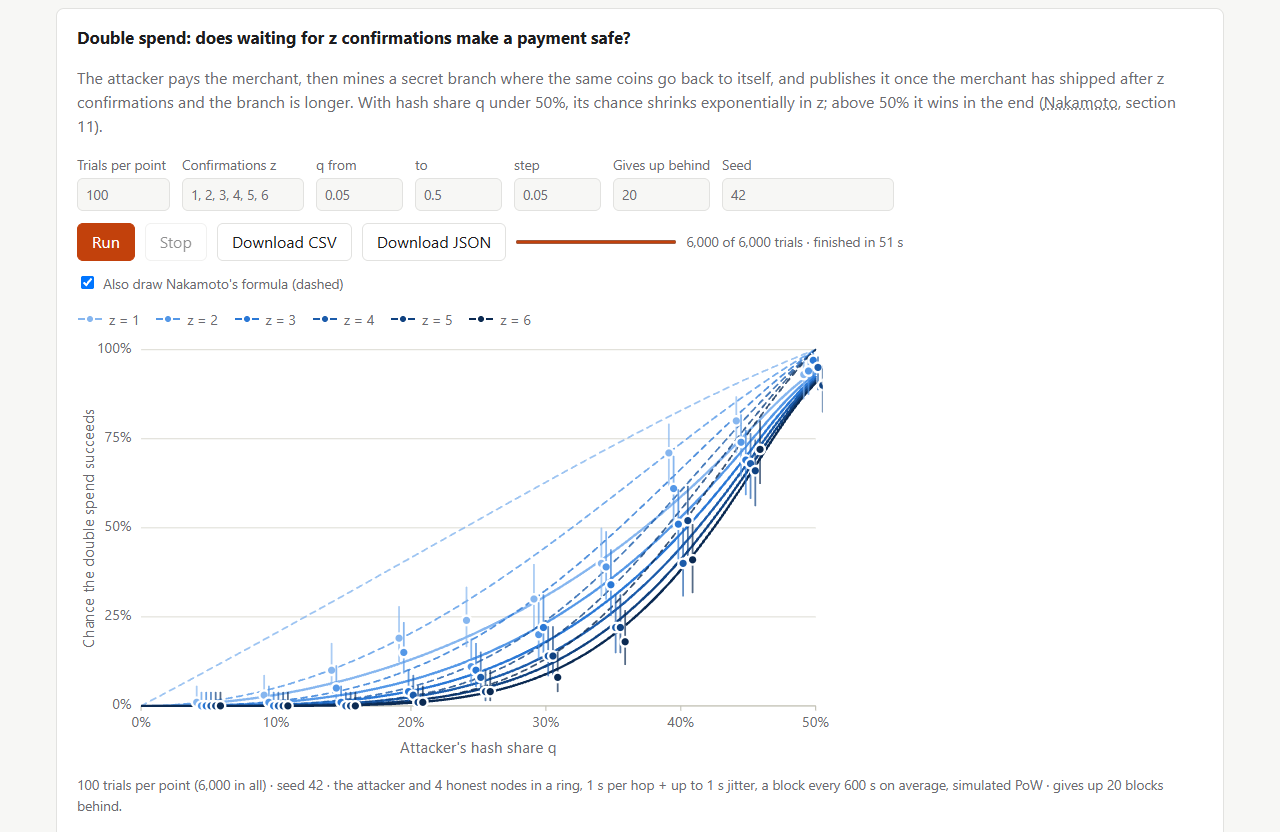 Double spend: does waiting for z confirmations make a payment safe?
The attacker pays the merchant, then mines a secret branch where the same coins go back to itself, and publishes it once the merchant has shipped after z
confirmations and the branch is longer. With hash share q under 50%, its chance shrinks exponentially in z; above 50% it wins in the end (Nakamoto, section
11).
Trials per point Confirmations z q from to step Gives up behind Seed
100 1, 2, 3, 4, 5, 6 0.05 0.5 0.05 20 42
Run Stop Download CSV Download JSON 6,000 of 6,000 trials · finished in 51 s
Also draw Nakamoto's formula (dashed)
z = 1 z = 2 z = 3 z = 4 z = 5 z = 6
100%
75%
50%
25%
0%
Chance the double spend succeeds
0% 10% 20% 30% 40% 50%
Attacker's hash share q
100 trials per point (6,000 in all) · seed 42 · the attacker and 4 honest nodes in a ring, 1 s per hop + up to 1 s jitter, a block every 600 s on average, simulated PoW · gives up 20 blocks
behind.